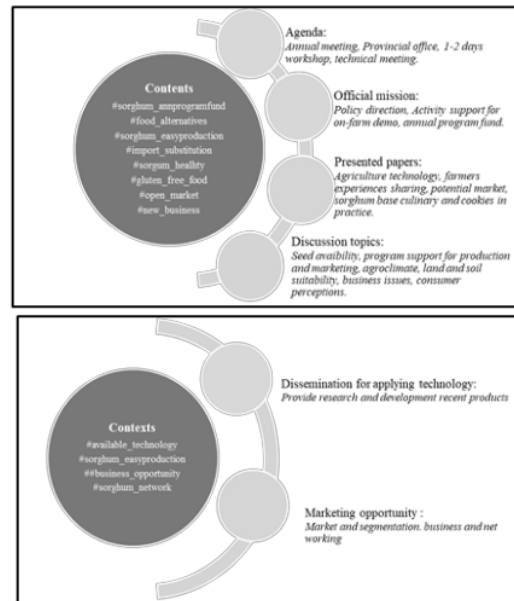 Contents
#sorghum_annprogramfund
#food_alternatives
#sorghum_easyproduction
#import_substitution
#sorgum_healhty
#gluten_free_food
#open_market
#new_business
Agenda:
Annual meeting, Provincial office, 1-2 days
workshop, technical meeting.
Official mission:
Policy direction, Activity support for
on-farm demo, annual program fund.
Presented papers:
Agriculture technology, farmers
experiences sharing, potential market,
sorghum base culinary and cookies in
practice.
Discussion topics:
Seed avaibility, program support for production
and marketing, agroclimate, land and soil
suitability, business issues, consumer
perceptions.
Contexts
#available_technology
#sorghum_easyproduction
##business_opportunity
#sorghum_network
Dissemination for applying technology:
Provide research and development recent products
Marketing opportunity :
Market and segmentation. business and net
working